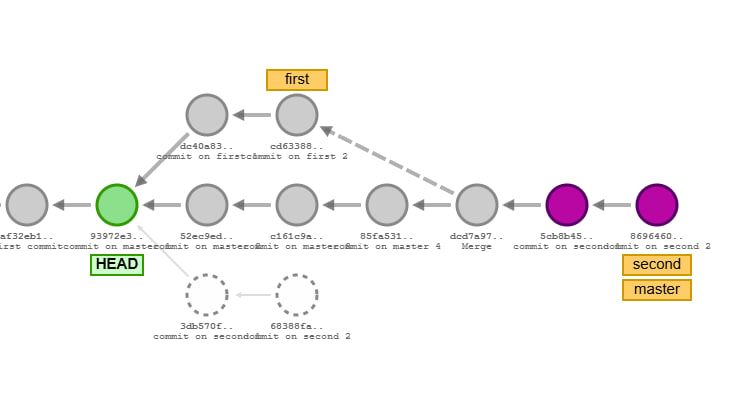 first
dc40a83..
cd63388..
commit on first
commit on first 2
af32eb1..
93972e3..
52ec9ed..
c161c9a..
85fa531..
dcd7a97..
5cb8b45..
8696460..
irst commit
commit on master
commit on master
commit on master
commit on master 4
Merge
commit on second
commit on second 2
HEAD
second
master
3db570f..
68388fa..
commit on second
commit on second 2